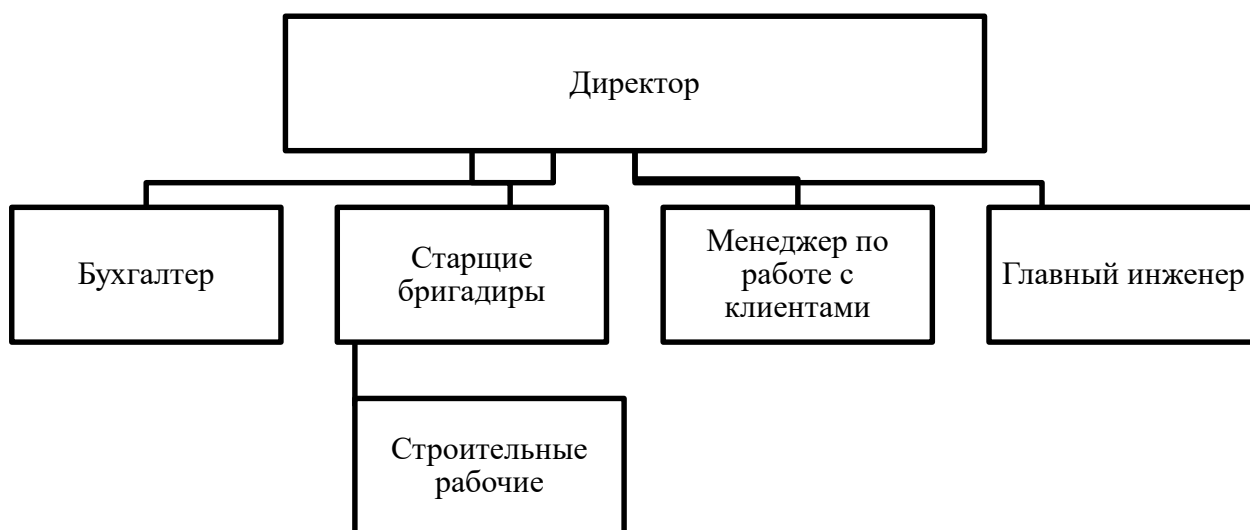 Директор
Бухгалтер
Старщие
бригадиры
Менеджер по
работе с
клиентами
Главный инженер
Строительные
рабочие